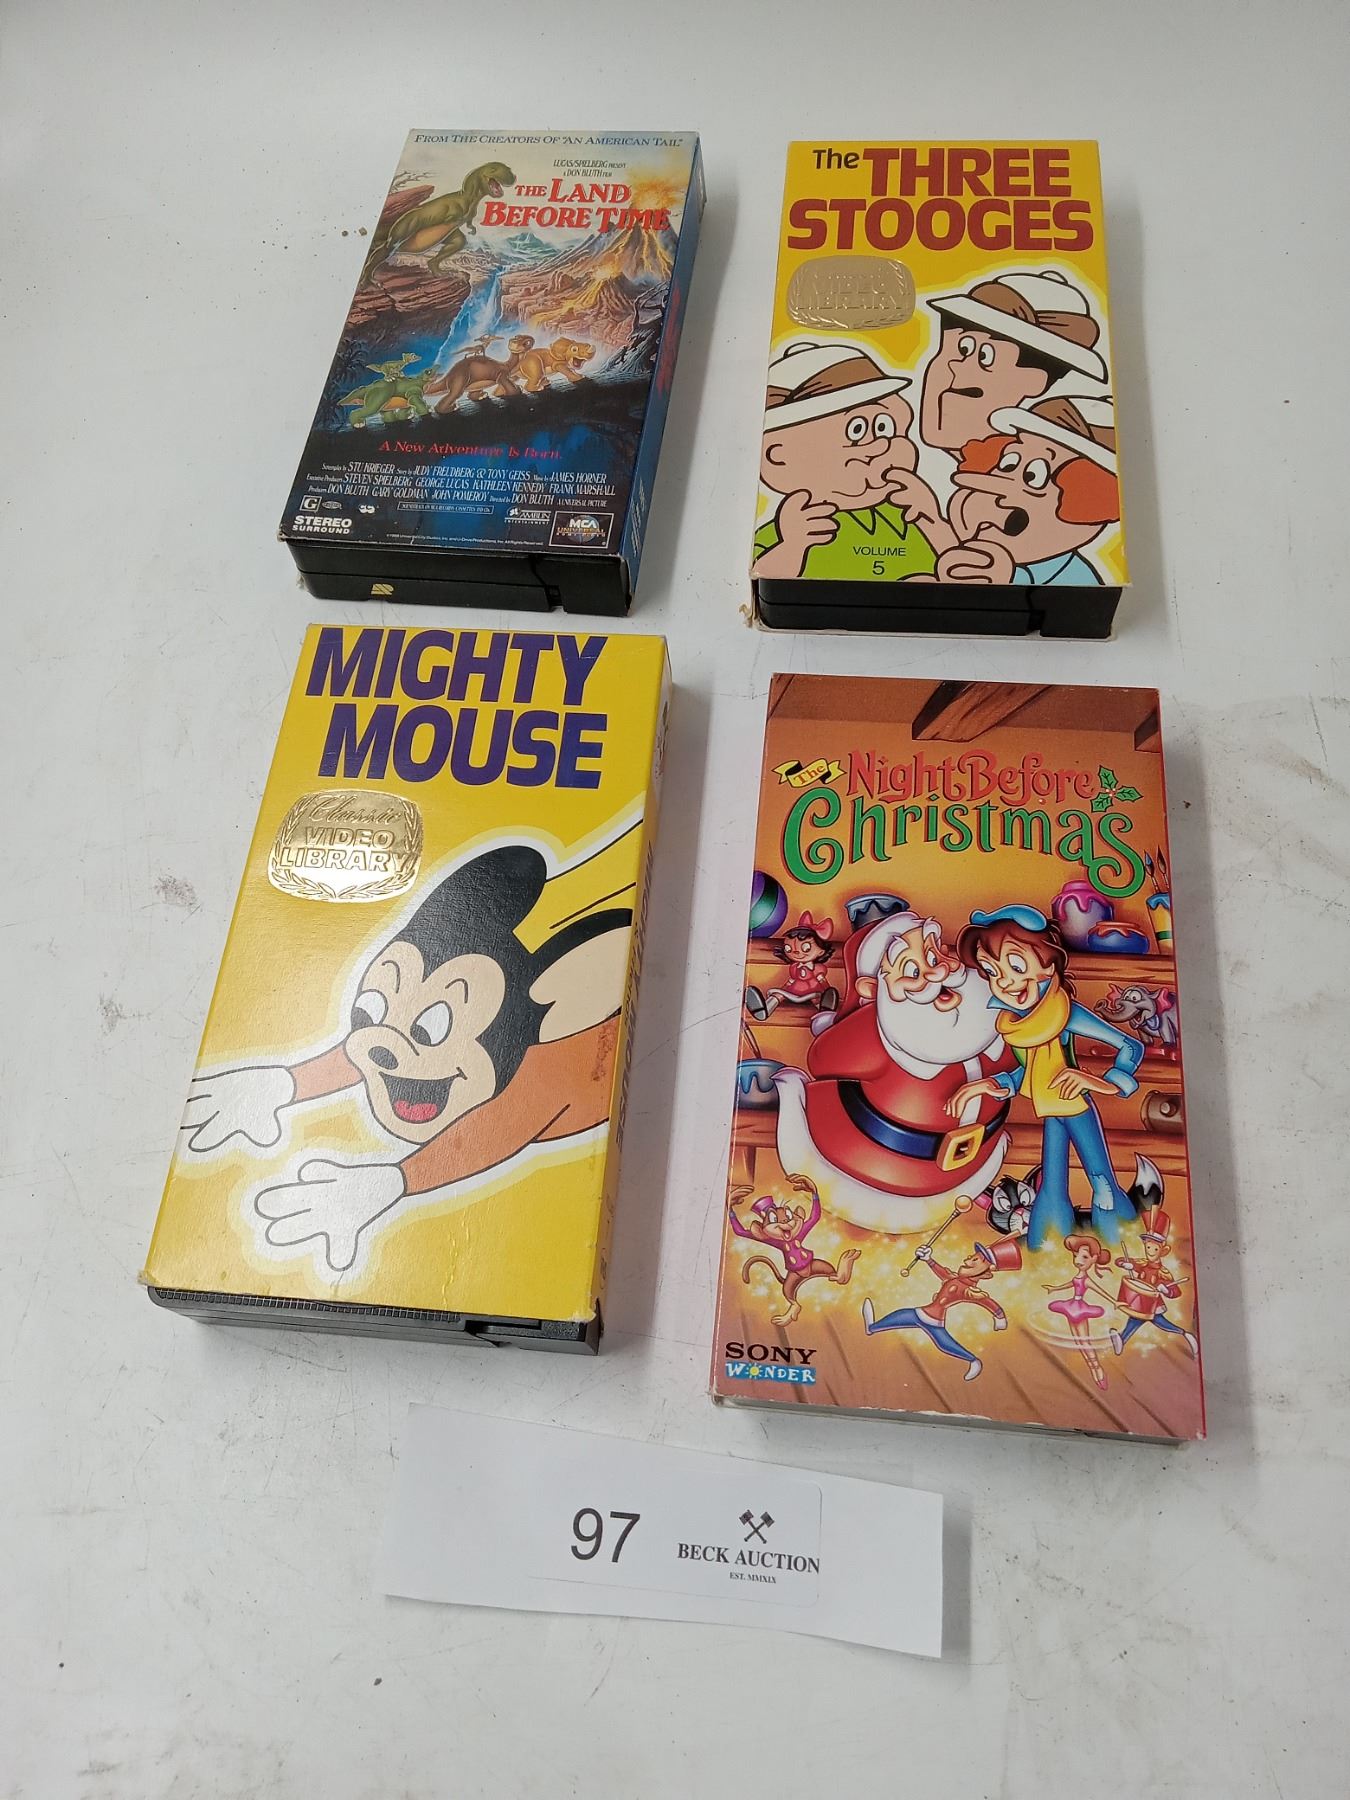 FROM THE CREATORS OF "AN AMERICAN TAIL"
LUCAS/SPIELBERG PRESENT
A DON BLUTH FILM
THE LAND
BEFORE TIME
A New Adventure Is Born.
Screenplay by STU KRIEGER Story by JUDY FREUDBERG & TONY GEISS Music by JAMES HORNER
Executive Producers STEVEN SPIELBERG GEORGE LUCAS KATHLEEN KENNEDY FRANK MARSHALL
Producers DON BLUTH GARY GOLDMAN JOHN POMEROY Directed by DON BLUTH A UNIVERSAL PICTURE
G
AMBLIN
ENTERTAINMENT
MCA
UNIVERSAL
STEREO
SURROUND
The THREE
STOOGES
VIDEO
LIBRARY
VOLUME
5
MIGHTY
MOUSE
Classic
VIDEO
LIBRARY
The Night Before
Christmas
SONY
WONDER
97
BECK AUCTION
EST. MMXIX